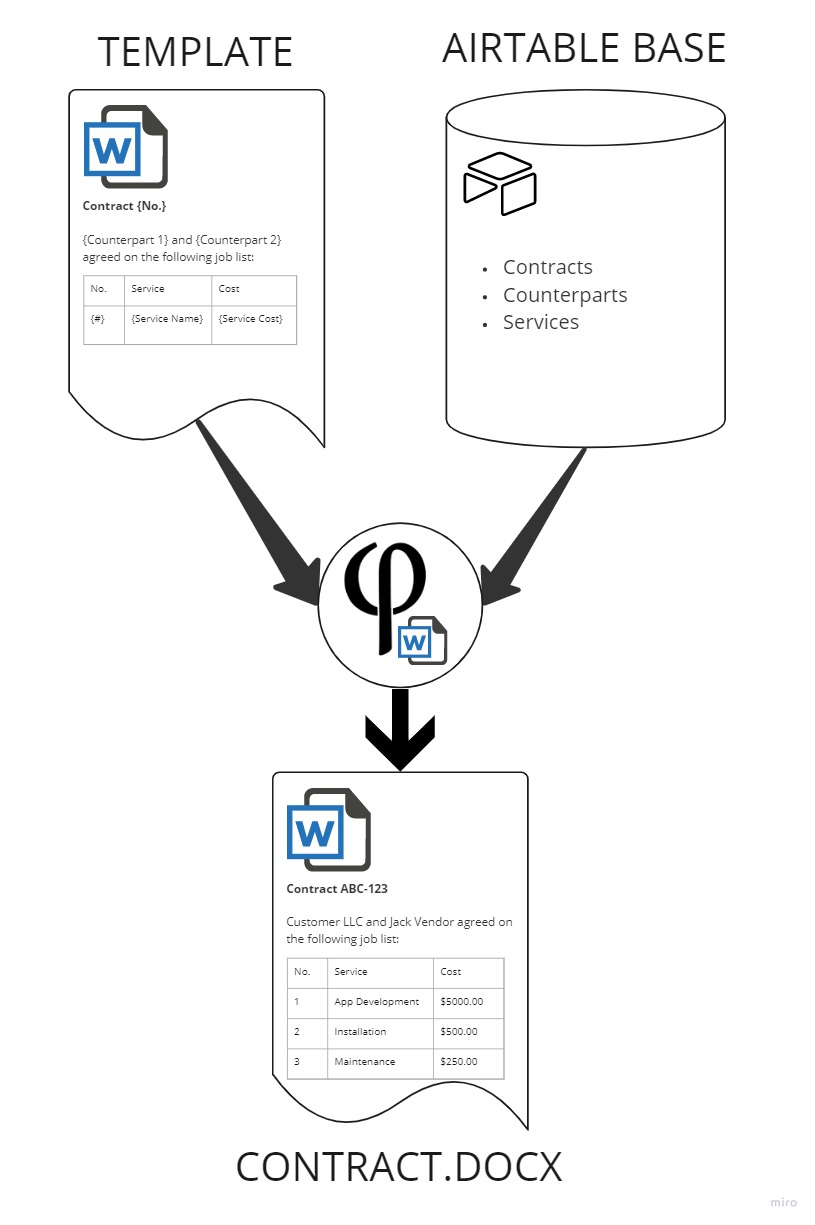 TEMPLATE
AIRTABLE BASE
W
Contract {No.}
{Counterpart 1} and {Counterpart 2}
agreed on the following job list:
No. Service Cost
{#} {Service Name} {Service Cost}
• Contracts
• Counterparts
• Services
φ
W
W
Contract ABC-123
Customer LLC and Jack Vendor agreed on
the following job list:
No. Service Cost
1 App Development $5000.00
2 Installation $500.00
3 Maintenance $250.00
CONTRACT.DOCX
miro